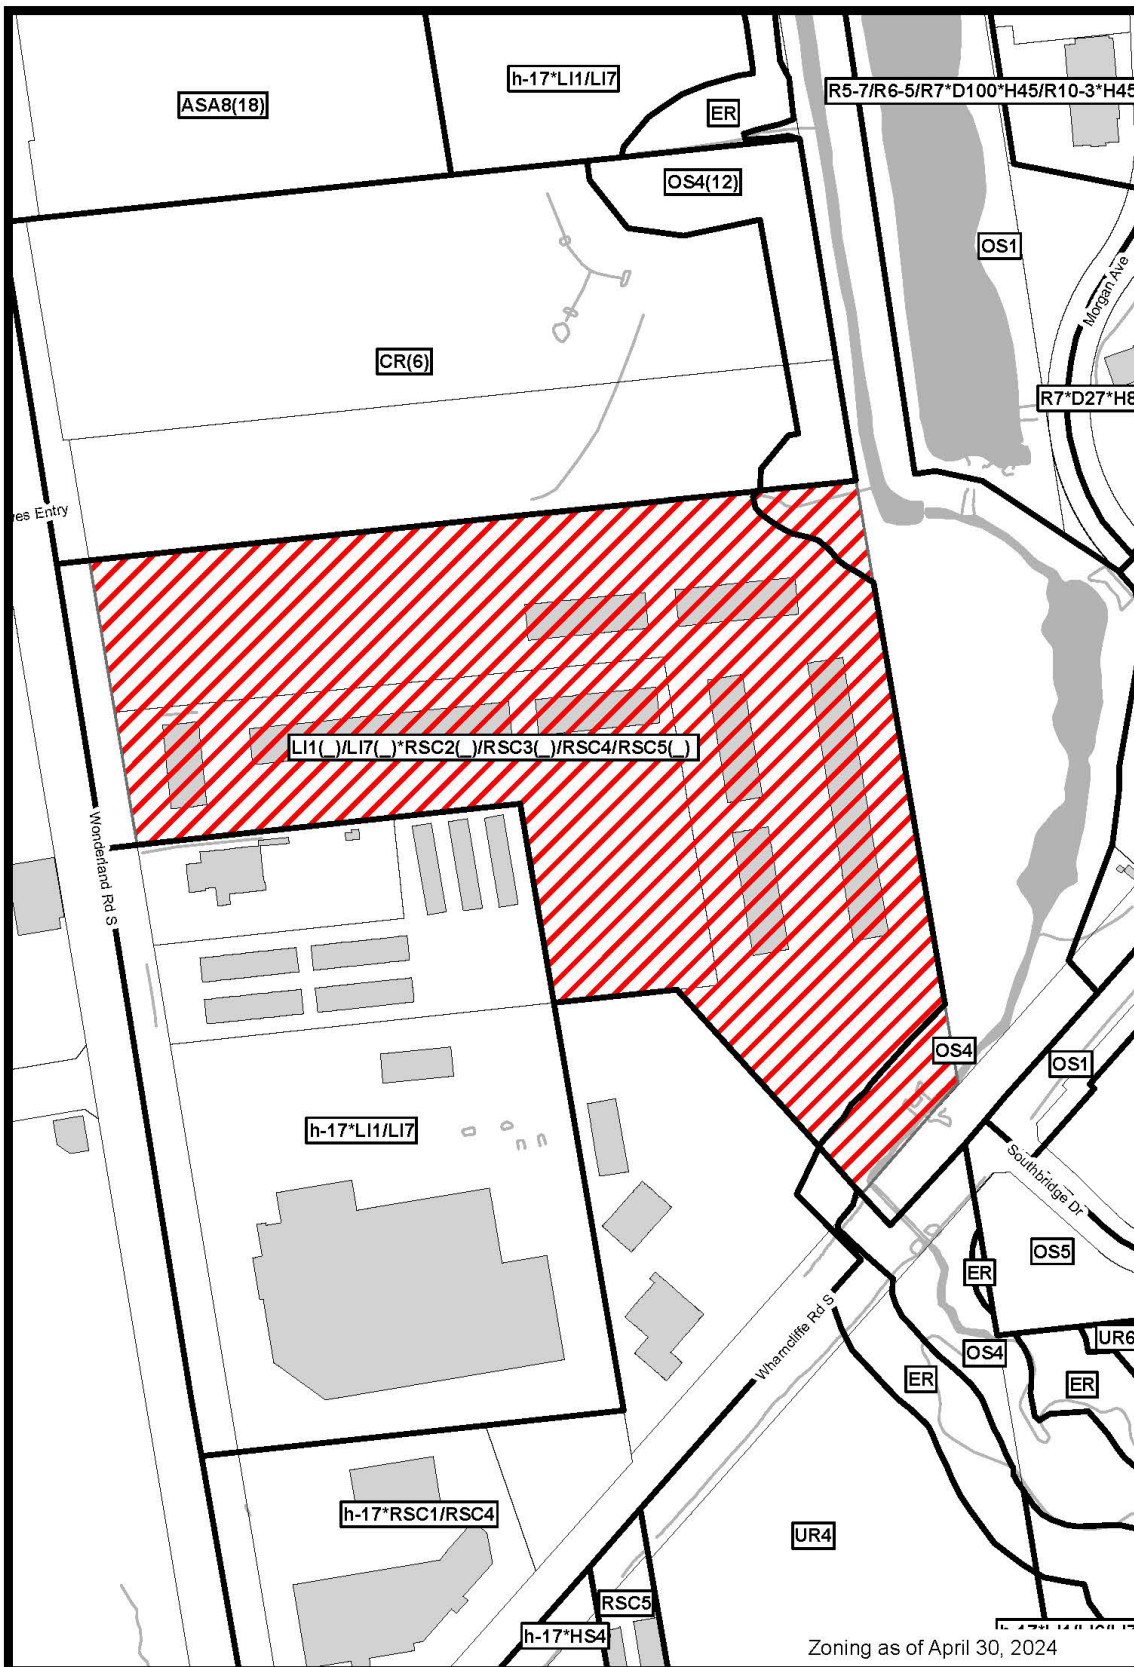 h-17*LI1/LI7
R5-7/R6-5/R7*D100*H45/R10-3*H45
ASA8(18)
ER
OS4(12)
OS1
Morgan Ave
CR(6)
R7*D27*H8
Entry
LI1(_)/LI7(_)*RSC2(_)/RSC3(_)/RSC4/RSC5(_)
Wonderland Rd S
OS4
OS1
h-17*LI1/LI7
Southbridge Dr
OS5
ER
Wharncliffe Rd S
UR6
OS4
ER
ER
h-17*RSC1/RSC4
UR4
RSC5
h-17*HS4
Zoning as of April 30, 2024